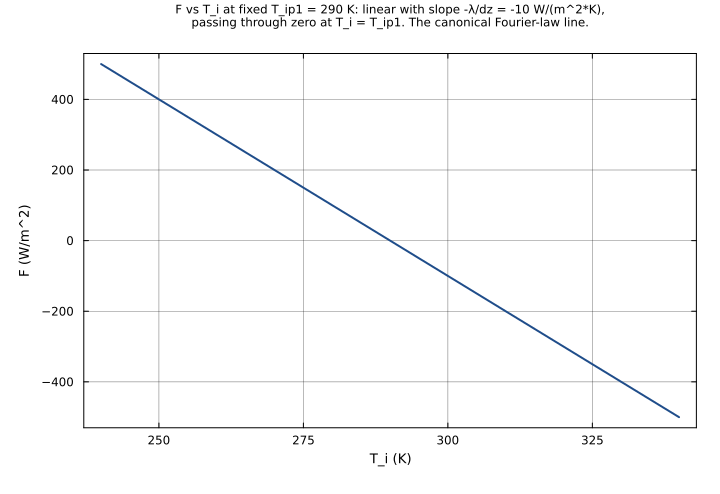 F vs T_i at fixed T_ip1 = 290 K: linear with slope -λ/dz = -10 W/(m^2*K),
passing through zero at T_i = T_ip1. The canonical Fourier-law line.
400
200
0
−200
−400
F (W/m^2)
250
275
300
325
T_i (K)